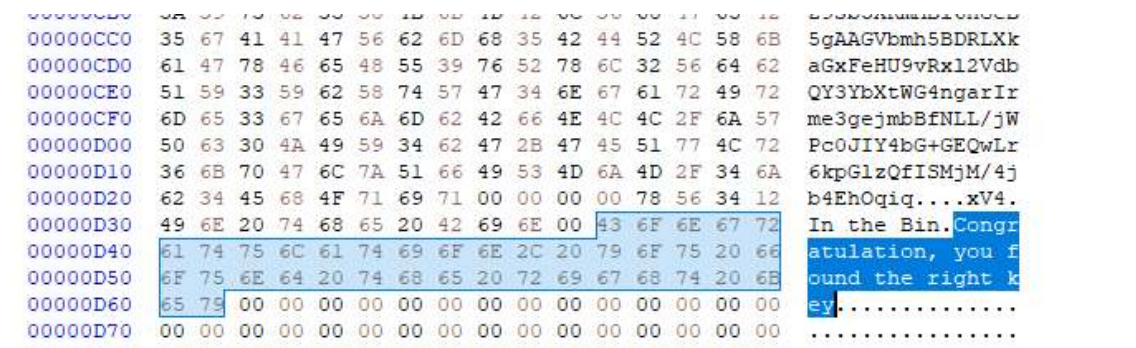 00000CC0 35 67 41 41 47 56 62 6D 68 35 42 44 52 4C 58 6B 5gAAGVbmh5BDRLXk
00000CD0 61 47 78 46 65 48 55 39 76 52 78 6C 32 56 64 62 aGxFeHU9vRxl2Vdb
00000CE0 51 59 33 59 62 58 74 57 47 34 6E 67 61 72 49 72 QY3YbXtWG4ngarIr
00000CF0 6D 65 33 67 65 6A 6D 62 42 66 4E 4C 4C 2F 6A 57 me3gejmbBfNLL/jW
00000D00 50 63 30 4A 49 59 34 62 47 2B 47 45 51 77 4C 72 Pc0JIY4bG+GEQwLr
00000D10 36 6B 70 47 6C 7A 51 66 49 53 4D 6A 4D 2F 34 6A 6kpGlzQfISMjM/4j
00000D20 62 34 45 68 4F 71 69 71 00 00 00 00 78 56 34 12 b4EhOqiq....xV4.
00000D30 49 6E 20 74 68 65 20 42 69 6E 00 43 6F 6E 67 72 In the Bin.Congr
00000D40 61 74 75 6C 61 74 69 6F 6E 2C 20 79 6F 75 20 66 atulation, you f
00000D50 6F 75 6E 64 20 74 68 65 20 72 69 67 68 74 20 6B ound the right k
00000D60 65 79 00 00 00 00 00 00 00 00 00 00 00 00 00 00 ey..............
00000D70 00 00 00 00 00 00 00 00 00 00 00 00 00 00 00 00 ................